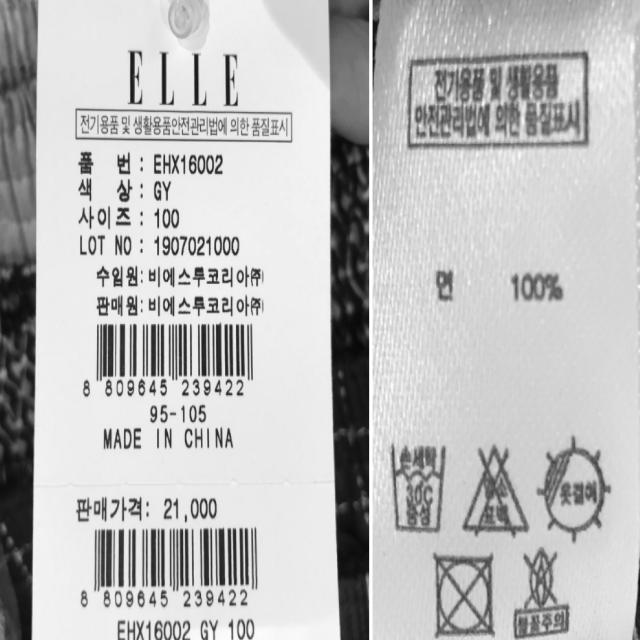 ELLE
전기용품 및 생활용품안전관리법에 의한 품질표시
품 번 : EHX16002
색 상 : GY
사이즈 : 100
LOT NO : 1907021000
수입원: 비에스투코리아㈜
판매원: 비에스투코리아㈜
8 809645 239422
95-105
MADE IN CHINA
판매가격: 21,000
8 809645 239422
EHX16002 GY 100
전기용품 및 생활용품
안전관리법에 의한 품질표시
면 100%
손세탁
30℃
중성
염소
표백
옷걸이